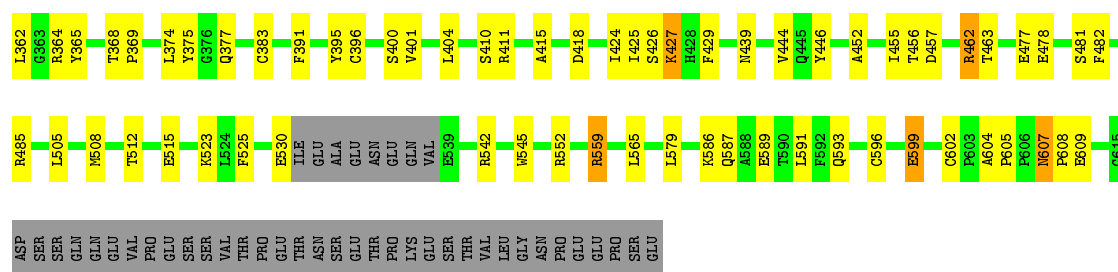 L362 G363 R364 Y365 T368 P369 L374 Y375 G376 Q377 C383 F391 Y395 C396 S400 V401 L404 S410 R411 A415 D418 I424 I425 S426 K427 H428 F429 N439 V444 Q445 Y446 A452 I455 T456 D457 R462 T463 E477 E478 S481 F482
R485 L505 M508 T512 E515 K523 L524 F525 E530 ILE GLU ALA GLU ASN GLU GLN VAL E539 R542 W545 R552 R559 L565 L579 K586 Q587 A588 E589 T590 L591 F592 Q593 C596 E599 G602 P603 A604 P605 P606 N607 P608 E609
ASP SER SER GLN GLN GLU VAL PRO GLU SER SER VAL THR PRO GLU THR ASN SER GLU THR PRO LYS GLU SER THR VAL LEU GLY ASN PRO GLU GLU PRO SER GLU